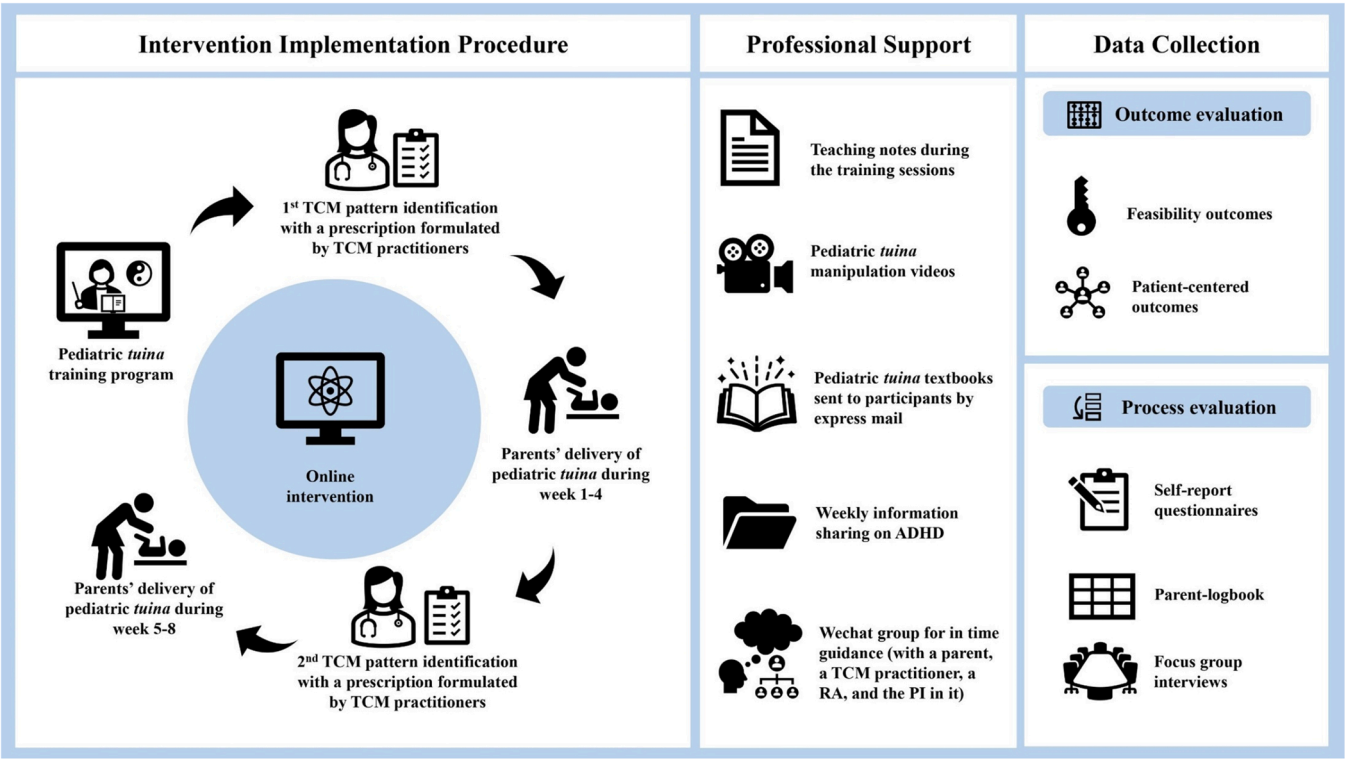 Intervention Implementation Procedure
1st TCM pattern identification
with a prescription formulated
by TCM practitioners
Pediatric tuina
training program
Online
intervention
Parents' delivery of
pediatric tuina during
week 1-4
Parents' delivery of
pediatric tuina during
week 5-8
2nd TCM pattern identification
with a prescription formulated
by TCM practitioners
Professional Support
Teaching notes during
the training sessions
Pediatric tuina
manipulation videos
Pediatric tuina textbooks
sent to participants by
express mail
Weekly information
sharing on ADHD
Wechat group for in time
guidance (with a parent,
a TCM practitioner, a
RA, and the PI in it)
Data Collection
Outcome evaluation
Feasibility outcomes
Patient-centered
outcomes
Process evaluation
Self-report
questionnaires
Parent-logbook
Focus group
interviews